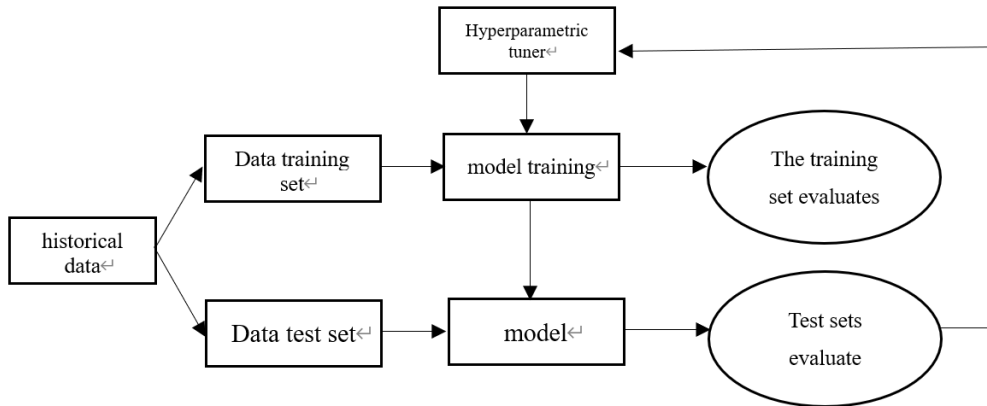 Hyperparametric
tuner↵
Data training
set↵
model training↵
The training
set evaluates
historical
data↵
Data test set↵
model↵
Test sets
evaluate